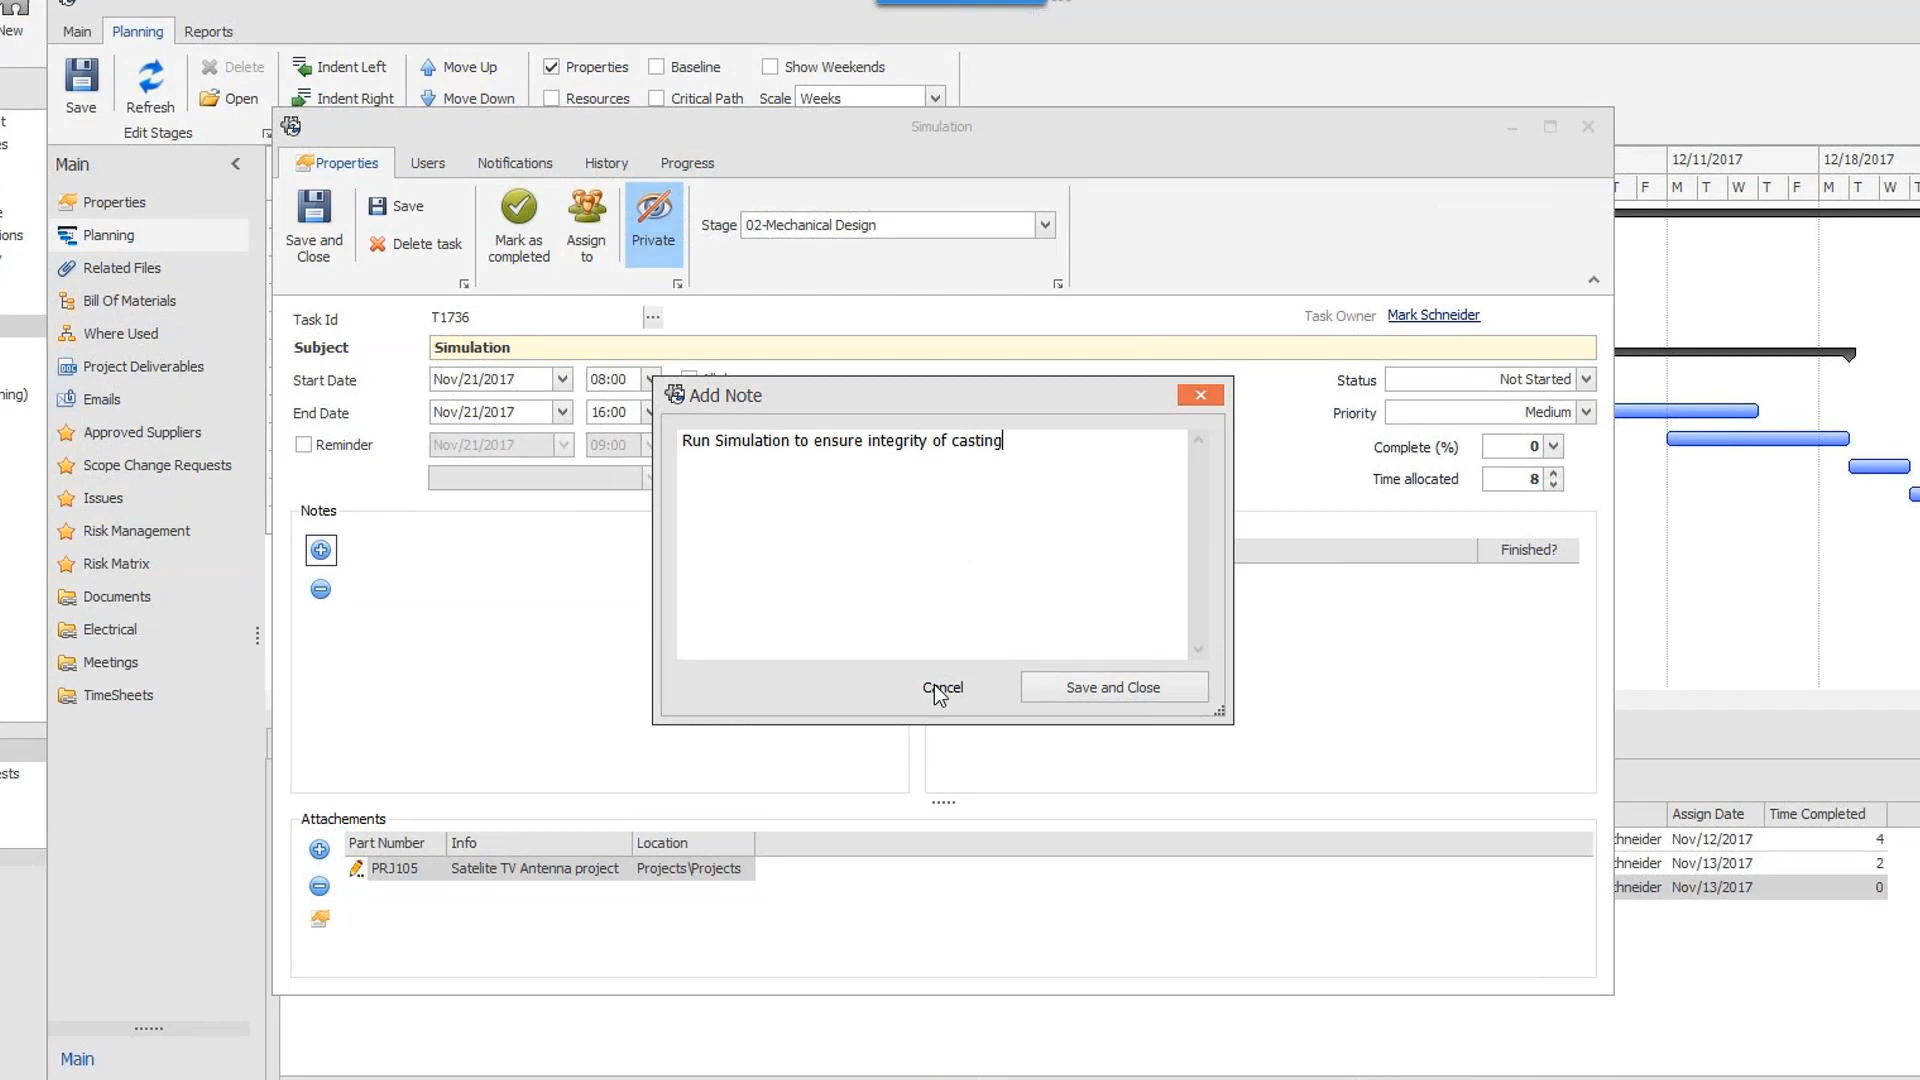 New
Main
Planning
Reports
Save
Refresh
Delete
Open
Edit Stages
Indent Left
Indent Right
Move Up
Move Down
Properties
Resources
Baseline
Critical Path
Show Weekends
Scale
Weeks
Main
Properties
Planning
Related Files
Bill Of Materials
Where Used
Project Deliverables
Emails
Approved Suppliers
Scope Change Requests
Issues
Risk Management
Risk Matrix
Documents
Electrical
Meetings
TimeSheets
Main
Simulation
Properties
Users
Notifications
History
Progress
Save and
Close
Save
Delete task
Mark as
completed
Assign
to
Private
Stage
02-Mechanical Design
Task Id
T1736
...
Task Owner
Mark Schneider
Subject
Simulation
Start Date
Nov/21/2017
08:00
End Date
Nov/21/2017
16:00
Reminder
Nov/21/2017
09:00
Status
Not Started
Priority
Medium
Complete (%)
0
Time allocated
8
Notes
Finished?
Add Note
Run Simulation to ensure integrity of casting
Cancel
Save and Close
Attachements
Part Number
Info
Location
PRJ105
Satelite TV Antenna project
Projects\Projects
12/11/2017
12/18/2017
T F M T W T F M T W T
Assign Date
Time Completed
hneider Nov/12/2017 4
hneider Nov/13/2017 2
hneider Nov/13/2017 0